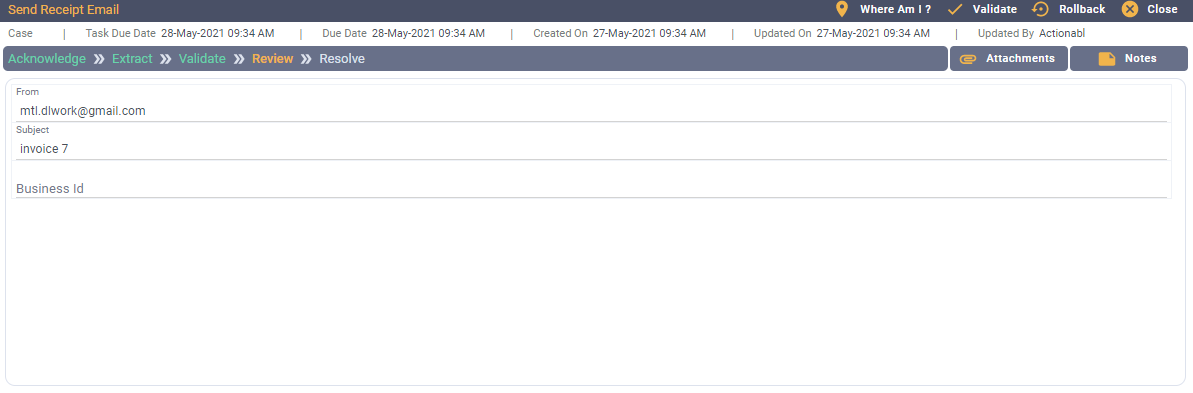 Send Receipt Email Where Am I ? Validate Rollback Close
Case | Task Due Date 28-May-2021 09:34 AM | Due Date 28-May-2021 09:34 AM | Created On 27-May-2021 09:34 AM | Updated On 27-May-2021 09:34 AM | Updated By Actionabl
Acknowledge » Extract » Validate » Review » Resolve Attachments Notes
From
mtl.dlwork@gmail.com
Subject
invoice 7
Business Id